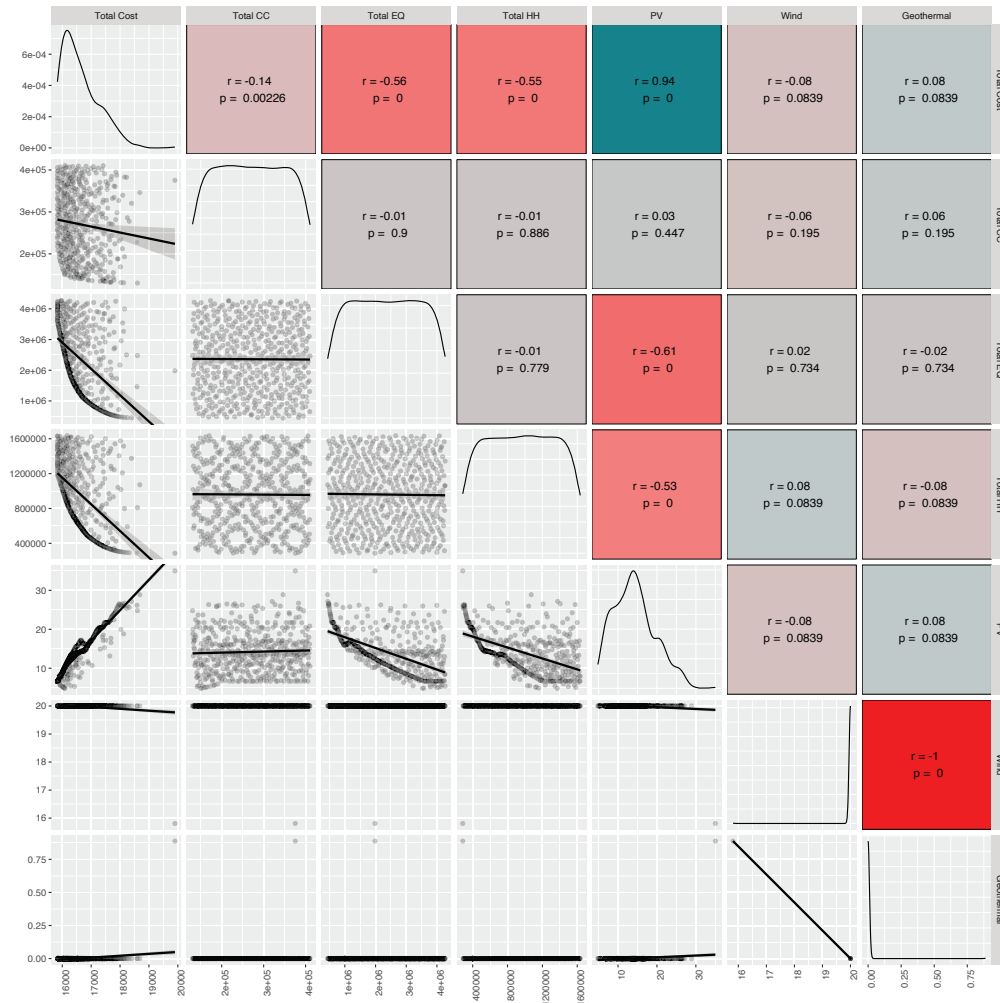 Total Cost Total CC Total EQ Total HH PV Wind Geothermal
6e-04
4e-04
2e-04
0e+00
r = -0.14
p = 0.00226
r = -0.56
p = 0
r = -0.55
p = 0
r = 0.94
p = 0
r = -0.08
p = 0.0839
r = 0.08
p = 0.0839
4e+05
3e+05
2e+05
r = -0.01
p = 0.9
r = -0.01
p = 0.886
r = 0.03
p = 0.447
r = -0.06
p = 0.195
r = 0.06
p = 0.195
4e+06
3e+06
2e+06
1e+06
r = -0.01
p = 0.779
r = -0.61
p = 0
r = 0.02
p = 0.734
r = -0.02
p = 0.734
1600000
1200000
800000
400000
r = -0.53
p = 0
r = 0.08
p = 0.0839
r = -0.08
p = 0.0839
30
20
10
r = -0.08
p = 0.0839
r = 0.08
p = 0.0839
20
19
18
17
16
r = -1
p = 0
0.75
0.50
0.25
0.00
16000 17000 18000 19000 20000 2e+05 3e+05 4e+05 1e+06 2e+06 3e+06 4e+06 400000 800000 1200000 1600000 10 20 30 16 17 18 19 20 0.00 0.25 0.50 0.75